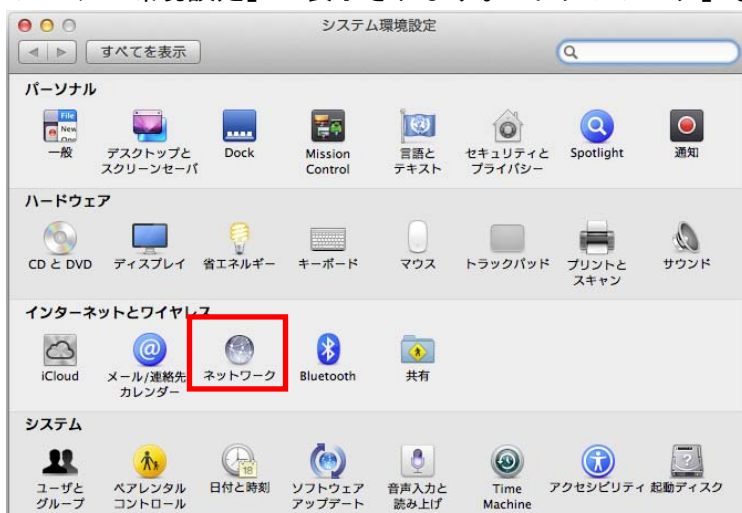 システム環境設定
すべてを表示
パーソナル
File
New
一般
デスクトップと
スクリーンセーバ
Dock
Mission
Control
言語と
テキスト
セキュリティと
プライバシー
Spotlight
通知
ハードウェア
CD と DVD
ディスプレイ
省エネルギー
キーボード
マウス
トラックパッド
プリントと
スキャン
サウンド
インターネットとワイヤレス
iCloud
メール/連絡先
カレンダー
ネットワーク
Bluetooth
共有
システム
ユーザと
グループ
ペアレンタル
コントロール
18
日付と時刻
ソフトウェア
アップデート
音声入力と
読み上げ
Time
Machine
アクセシビリティ
起動ディスク